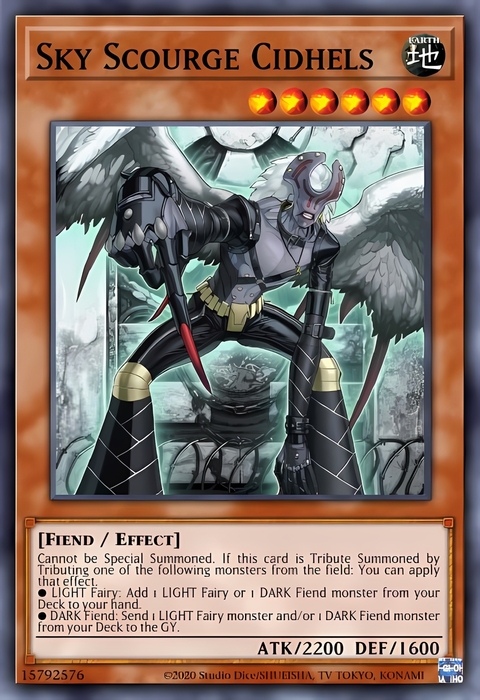 SKY SCOURGE CIDHELS
EARTH
地
[FIEND / EFFECT]
Cannot be Special Summoned. If this card is Tribute Summoned by
Tributing one of the following monsters from the field: You can apply
that effect.
● LIGHT Fairy: Add 1 LIGHT Fairy or 1 DARK Fiend monster from your
Deck to your hand.
● DARK Fiend: Send 1 LIGHT Fairy monster and/or 1 DARK Fiend monster
from your Deck to the GY.
ATK/2200 DEF/1600
15792576
©2020 Studio Dice/SHUEISHA, TV TOKYO, KONAMI